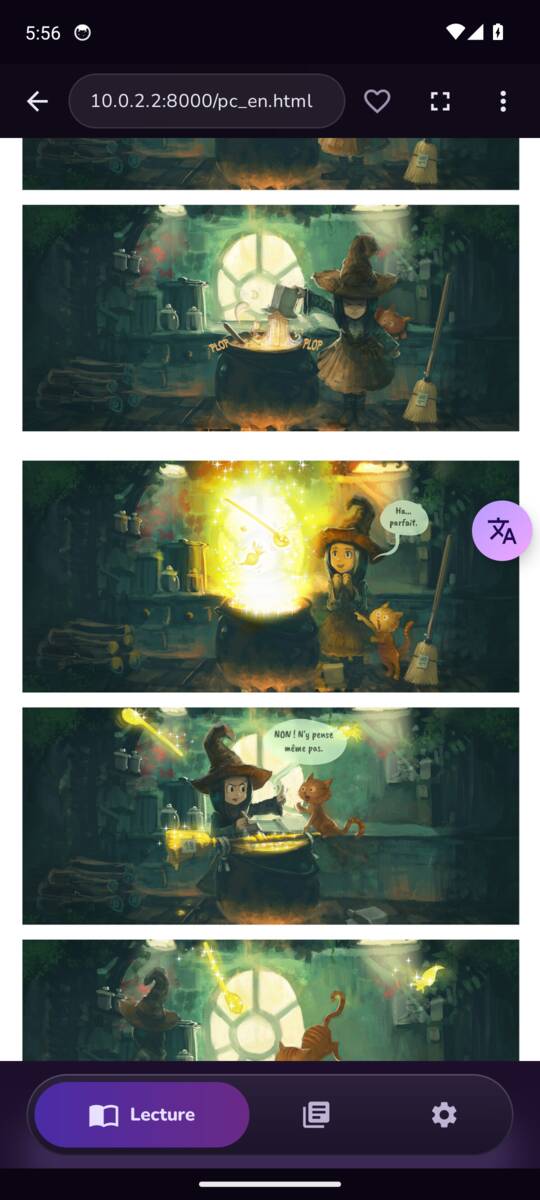 5:56
10.0.2.2:8000/pc_en.html
PLOP
PLOP
Ha...
parfait.
NON ! N'y pense
même pas.
Lecture